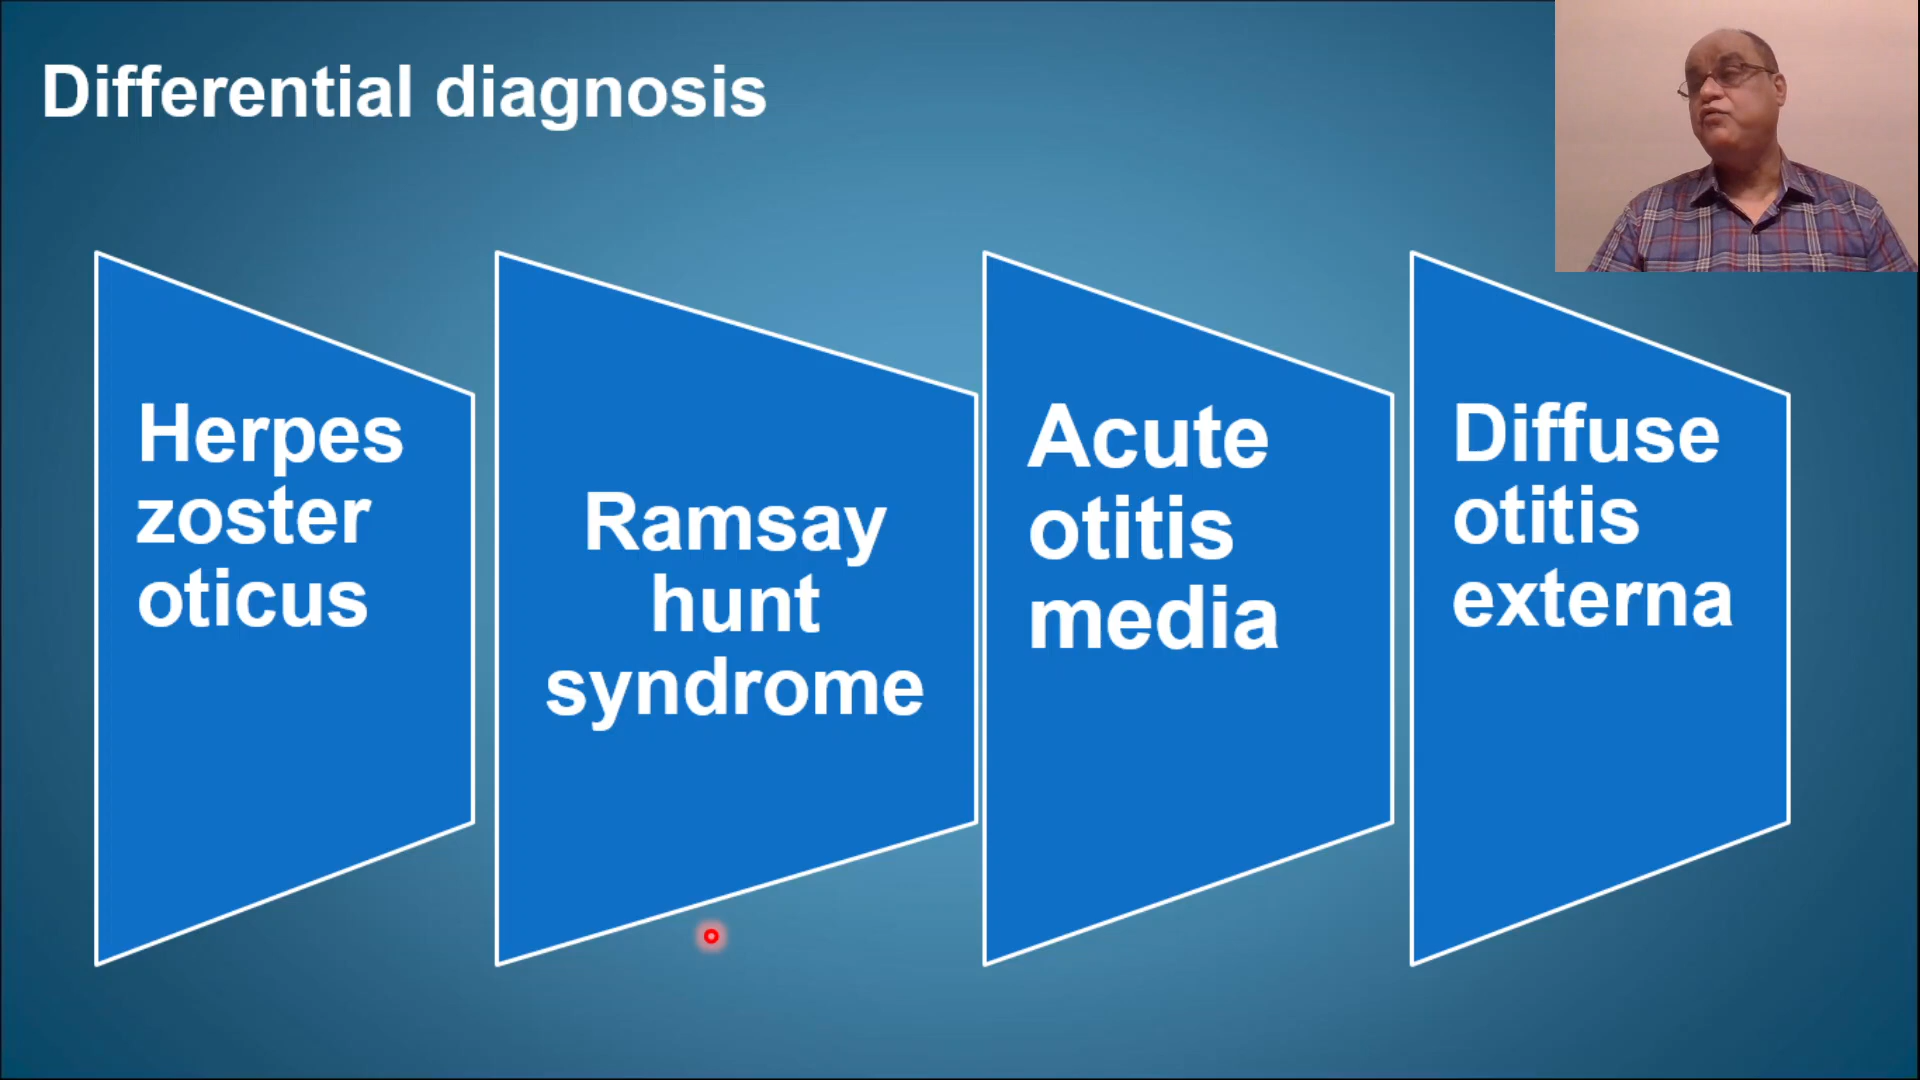 Differential diagnosis
Herpes
zoster
oticus
Ramsay
hunt
syndrome
Acute
otitis
media
Diffuse
otitis
externa